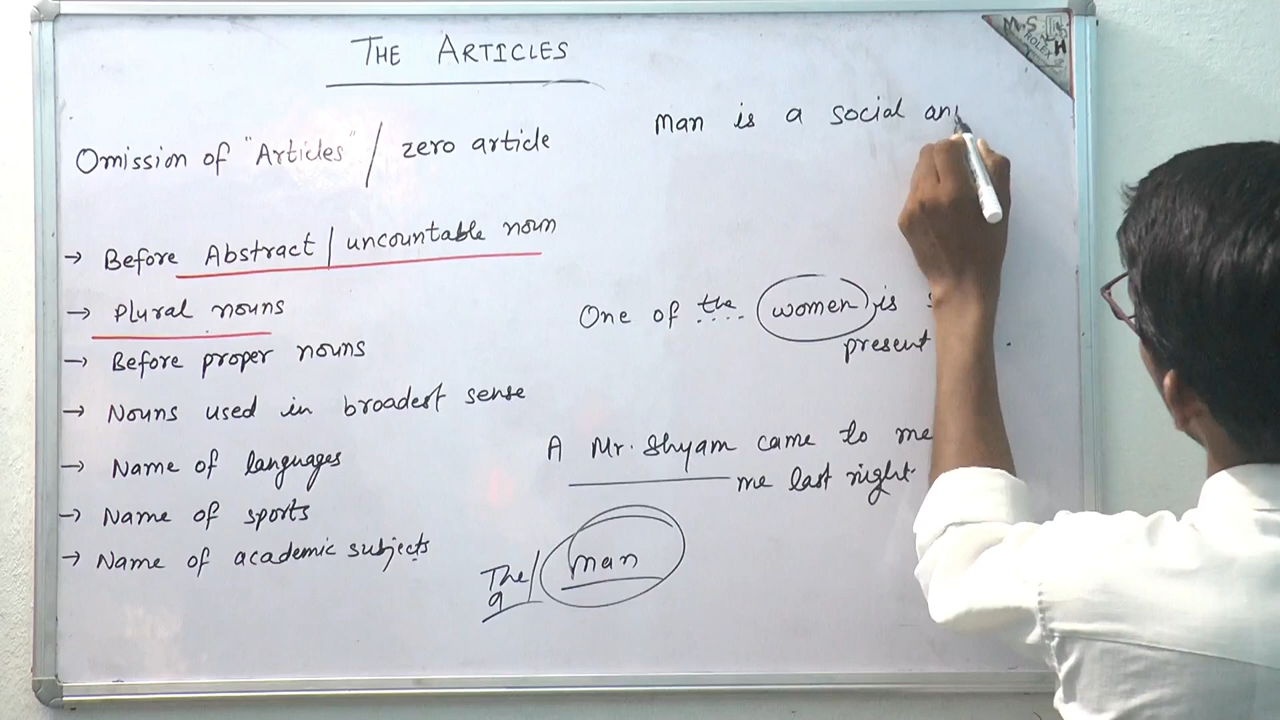 THE ARTICLES
Omission of "Articles" / zero article
→ Before Abstract / uncountable noun
→ Plural nouns
→ Before proper nouns
→ Nouns used in broadest sense
→ Name of languages
→ Name of sports
→ Name of academic subjects
Man is a social ani
One of the women is
present
A Mr. Shyam came to me
me last night
The/
a
man
M.S
ROLEX
H